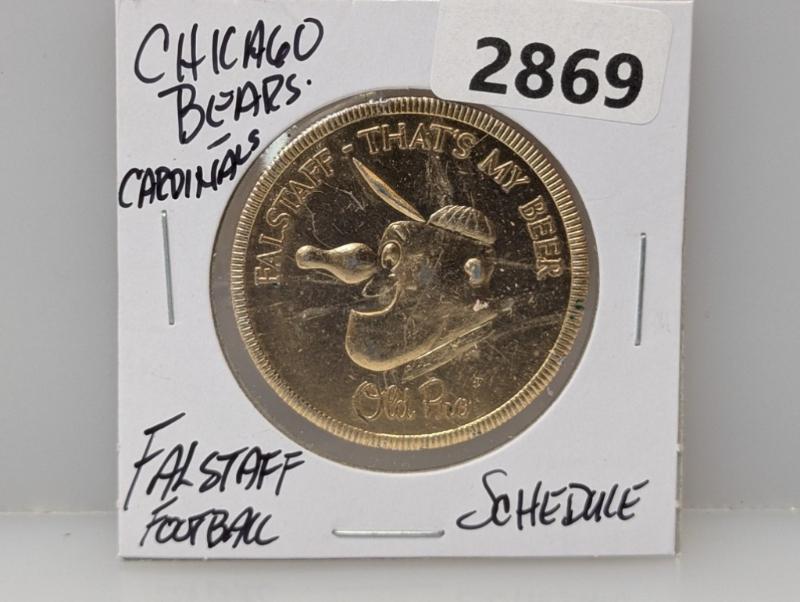 CHICAGO
BEARS.
-
CARDINALS
2869
FALSTAFF - THAT'S MY BEER
Old Pro
FALSTAFF
FOOTBALL
SCHEDULE